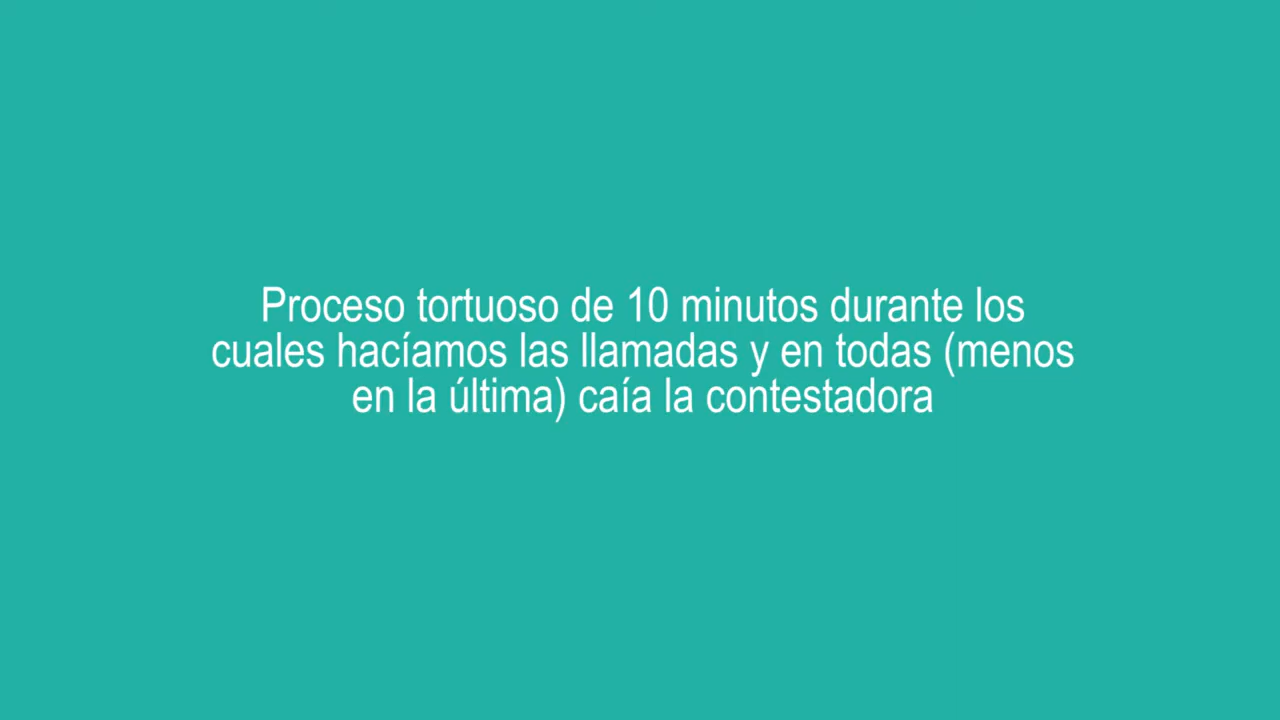 Proceso tortuoso de 10 minutos durante los
cuales hacíamos las llamadas y en todas (menos
en la última) caía la contestadora